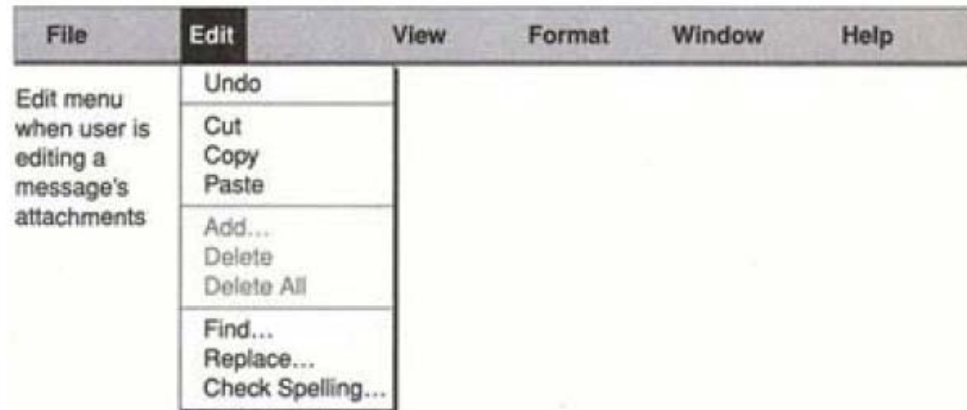 File Edit View Format Window Help
Edit menu
when user is
editing a
message's
attachments
Undo
Cut
Copy
Paste
Add...
Delete
Delete All
Find...
Replace...
Check Spelling...